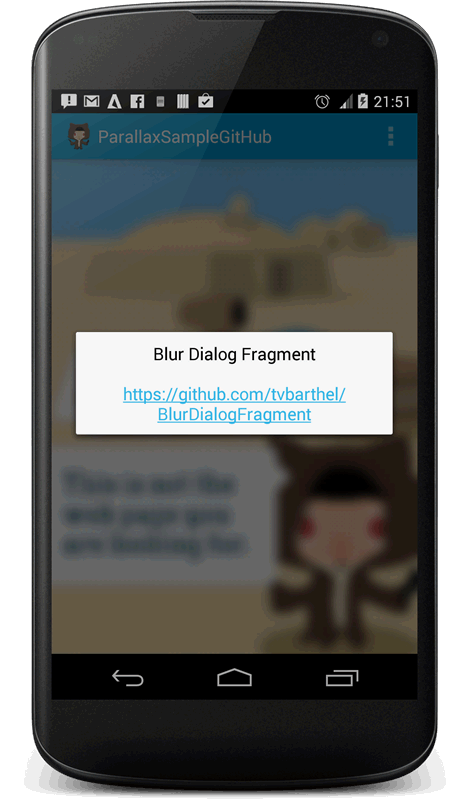 21:51
ParallaxSampleGitHub
Blur Dialog Fragment
https://github.com/tvbarthel/
BlurDialogFragment
This is not the
web page you
are looking for